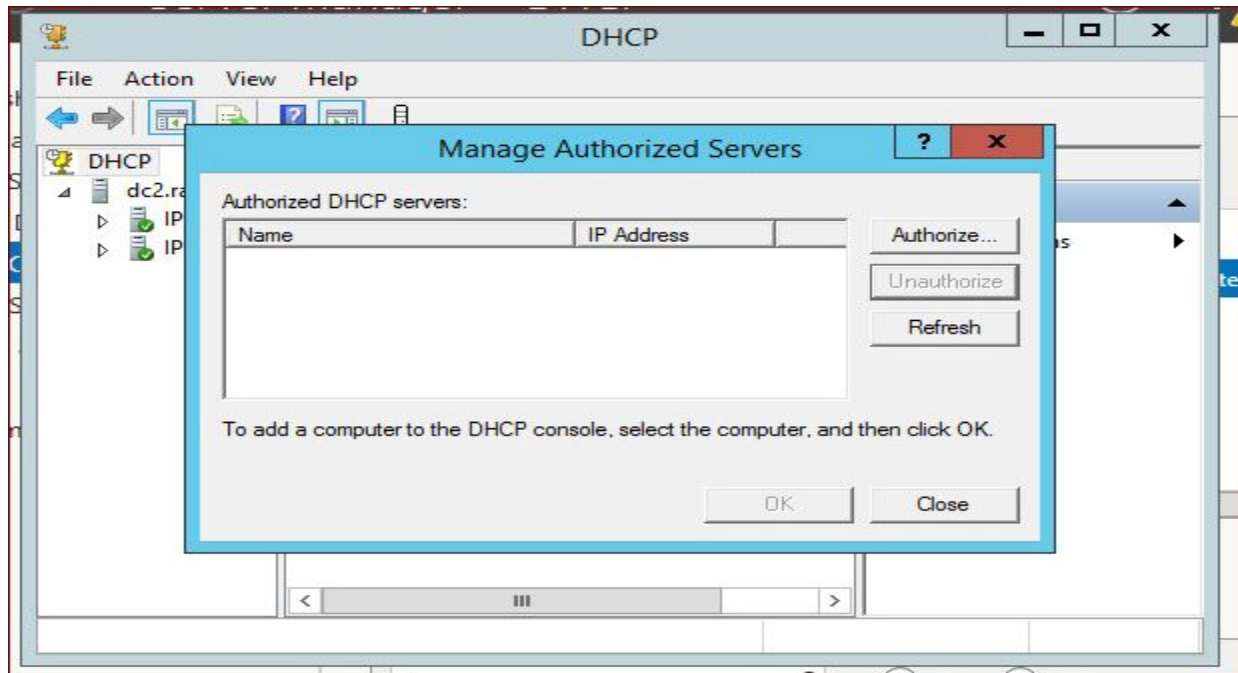 DHCP
File Action View Help
Manage Authorized Servers
DHCP
dc2.ra
IP
IP
Authorized DHCP servers:
Name IP Address
Authorize...
Unauthorize
Refresh
To add a computer to the DHCP console, select the computer, and then click OK.
OK Close